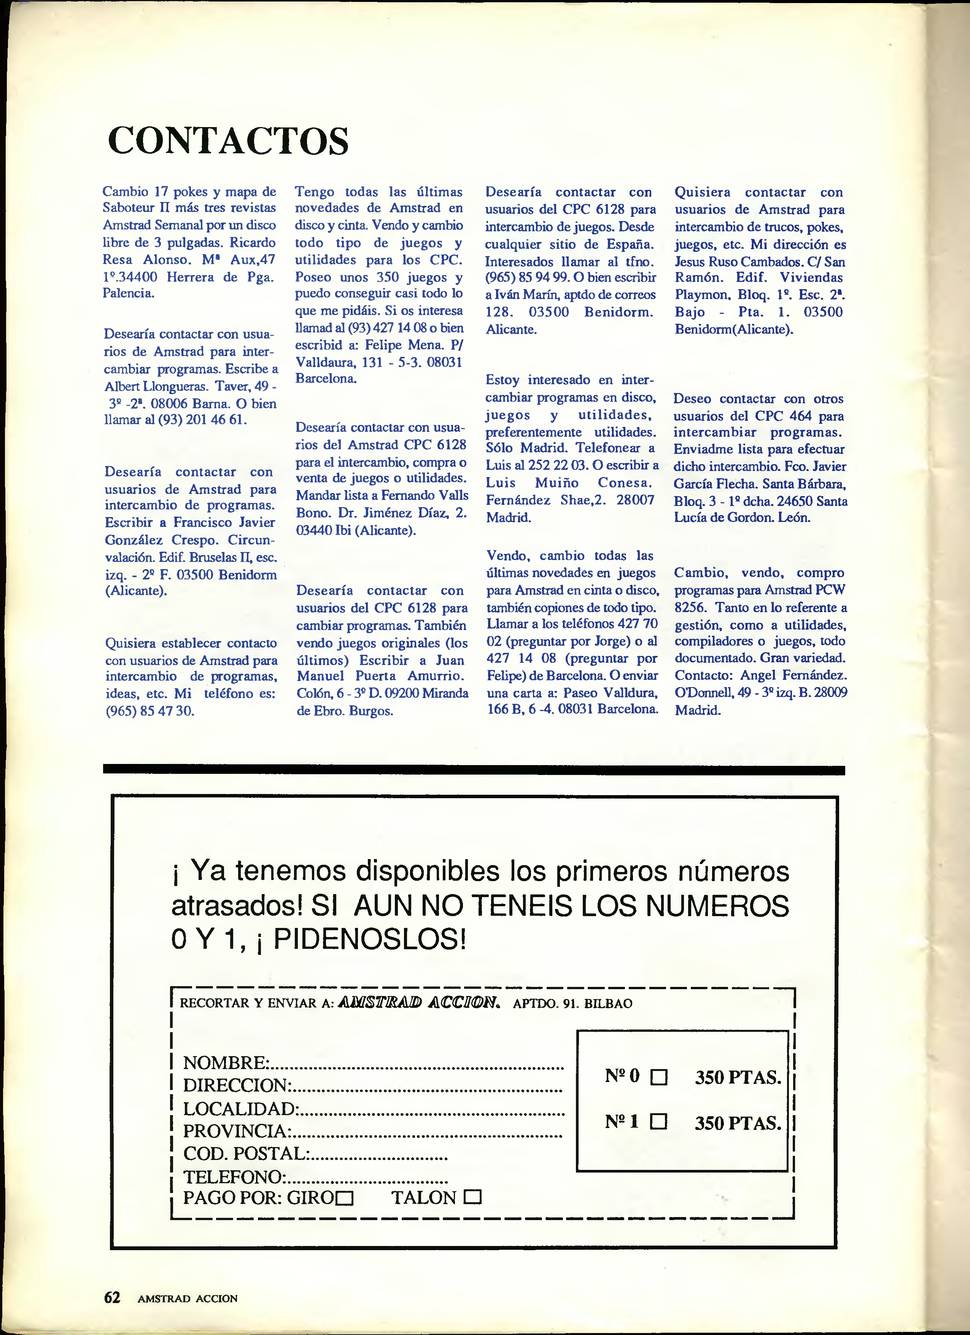 CONTACTOS
Cambio 17 pokes y mapa de
Saboteur II más tres revistas
Amstrad Semanal por un disco
libre de 3 pulgadas. Ricardo
Resa Alonso. Mª Aux,47
1º.34400 Herrera de Pga.
Palencia.
Desearía contactar con usua-
rios de Amstrad para inter-
cambiar programas. Escribe a
Albert Llongueras. Taver, 49 -
3º -2ª. 08006 Barna. O bien
llamar al (93) 201 46 61.
Desearía contactar con
usuarios de Amstrad para
intercambio de programas.
Escribir a Francisco Javier
González Crespo. Circun-
valación. Edif. Bruselas II, esc.
izq. - 2º F. 03500 Benidorm
(Alicante).
Quisiera establecer contacto
con usuarios de Amstrad para
intercambio de programas,
ideas, etc. Mi teléfono es:
(965) 85 47 30.
Tengo todas las últimas
novedades de Amstrad en
disco y cinta. Vendo y cambio
todo tipo de juegos y
utilidades para los CPC.
Poseo unos 350 juegos y
puedo conseguir casi todo lo
que me pidáis. Si os interesa
llamad al (93) 427 14 08 o bien
escribid a: Felipe Mena. P/
Valldaura, 131 - 5-3. 08031
Barcelona.
Desearía contactar con usua-
rios del Amstrad CPC 6128
para el intercambio, compra o
venta de juegos o utilidades.
Mandar lista a Fernando Valls
Bono. Dr. Jiménez Díaz, 2.
03440 Ibi (Alicante).
Desearía contactar con
usuarios del CPC 6128 para
cambiar programas. También
vendo juegos originales (los
últimos) Escribir a Juan
Manuel Puerta Amurrio.
Colón, 6 - 3º D. 09200 Miranda
de Ebro. Burgos.
Desearía contactar con
usuarios del CPC 6128 para
intercambio de juegos. Desde
cualquier sitio de España.
Interesados llamar al tfno.
(965) 85 94 99. O bien escribir
a Iván Marín, aptdo de correos
128. 03500 Benidorm.
Alicante.
Estoy interesado en inter-
cambiar programas en disco,
juegos y utilidades,
preferentemente utilidades.
Sólo Madrid. Telefonear a
Luis al 252 22 03. O escribir a
Luis Muiño Conesa.
Fernández Shae,2. 28007
Madrid.
Vendo, cambio todas las
últimas novedades en juegos
para Amstrad en cinta o disco,
también copiones de todo tipo.
Llamar a los teléfonos 427 70
02 (preguntar por Jorge) o al
427 14 08 (preguntar por
Felipe) de Barcelona. O enviar
una carta a: Paseo Valldura,
166 B, 6 -4. 08031 Barcelona.
Quisiera contactar con
usuarios de Amstrad para
intercambio de trucos, pokes,
juegos, etc. Mi dirección es
Jesus Ruso Cambados. C/ San
Ramón. Edif. Viviendas
Playmon, Bloq. 1º. Esc. 2ª.
Bajo - Pta. 1. 03500
Benidorm(Alicante).
Deseo contactar con otros
usuarios del CPC 464 para
intercambiar programas.
Enviadme lista para efectuar
dicho intercambio. Fco. Javier
García Flecha. Santa Bárbara,
Bloq. 3 - 1º dcha. 24650 Santa
Lucía de Gordon. León.
Cambio, vendo, compro
programas para Amstrad PCW
8256. Tanto en lo referente a
gestión, como a utilidades,
compiladores o juegos, todo
documentado. Gran variedad.
Contacto: Angel Fernández.
O'Donnell, 49 - 3º izq. B. 28009
Madrid.
¡ Ya tenemos disponibles los primeros números
atrasados! SI AUN NO TENEIS LOS NUMEROS
0 Y 1, ¡ PIDENOSLOS!
RECORTAR Y ENVIAR A: AMSTRAD ACCION. APTDO. 91. BILBAO
NOMBRE:
DIRECCION:
LOCALIDAD:
PROVINCIA:
COD. POSTAL:
TELEFONO:
PAGO POR: GIRO□ TALON □
Nº 0 □ 350 PTAS.
Nº 1 □ 350 PTAS.
62 AMSTRAD ACCION